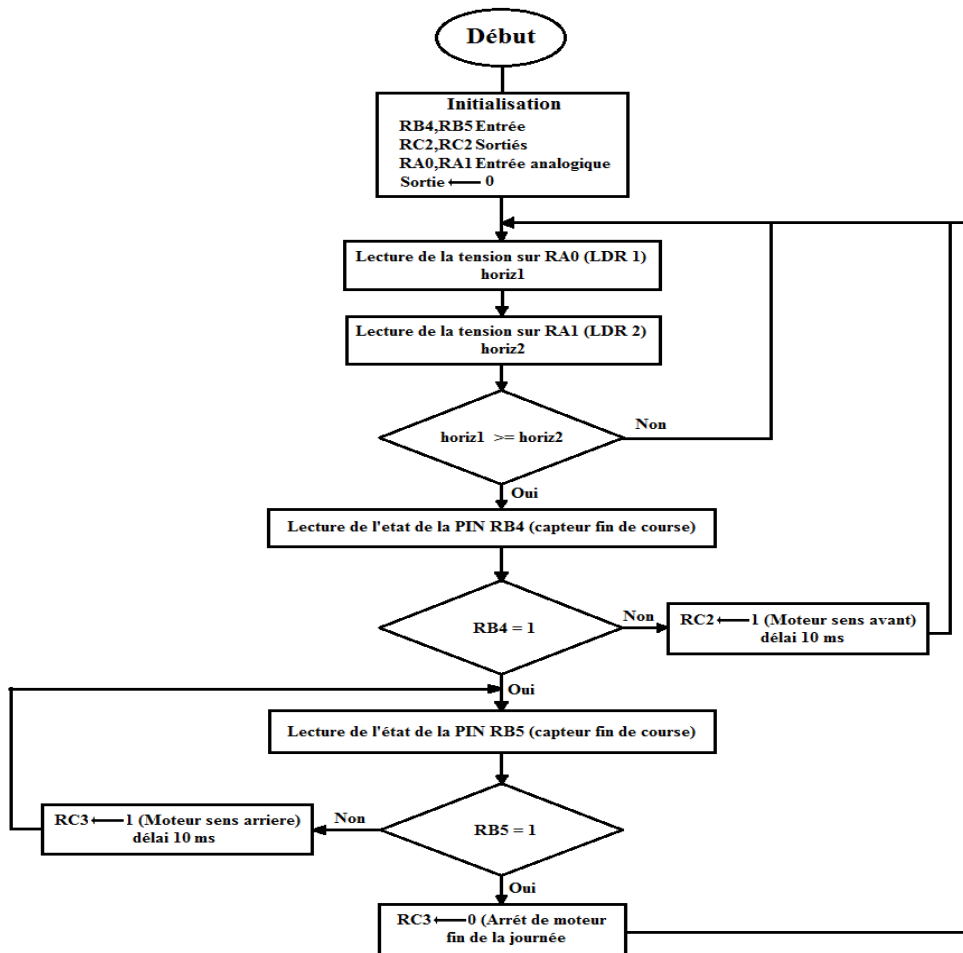 Début
Initialisation
RB4,RB5 Entrée
RC2,RC2 Sortiés
RA0,RA1 Entrée analogique
Sortie ← 0
Lecture de la tension sur RA0 (LDR 1)
horiz1
Lecture de la tension sur RA1 (LDR 2)
horiz2
horiz1 >= horiz2
Non
Oui
Lecture de l'etat de la PIN RB4 (capteur fin de course)
RB4 = 1
Non
RC2 ← 1 (Moteur sens avant)
délai 10 ms
Oui
Lecture de l'état de la PIN RB5 (capteur fin de course)
RB5 = 1
Non
RC3 ← 1 (Moteur sens arriere)
délai 10 ms
Oui
RC3 ← 0 (Arrét de moteur
fin de la journée